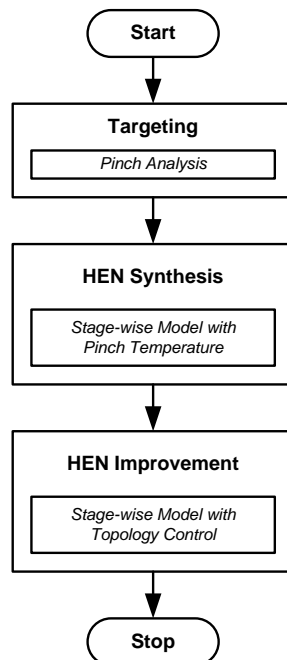 Start
Targeting
Pinch Analysis
HEN Synthesis
Stage-wise Model with
Pinch Temperature
HEN Improvement
Stage-wise Model with
Topology Control
Stop